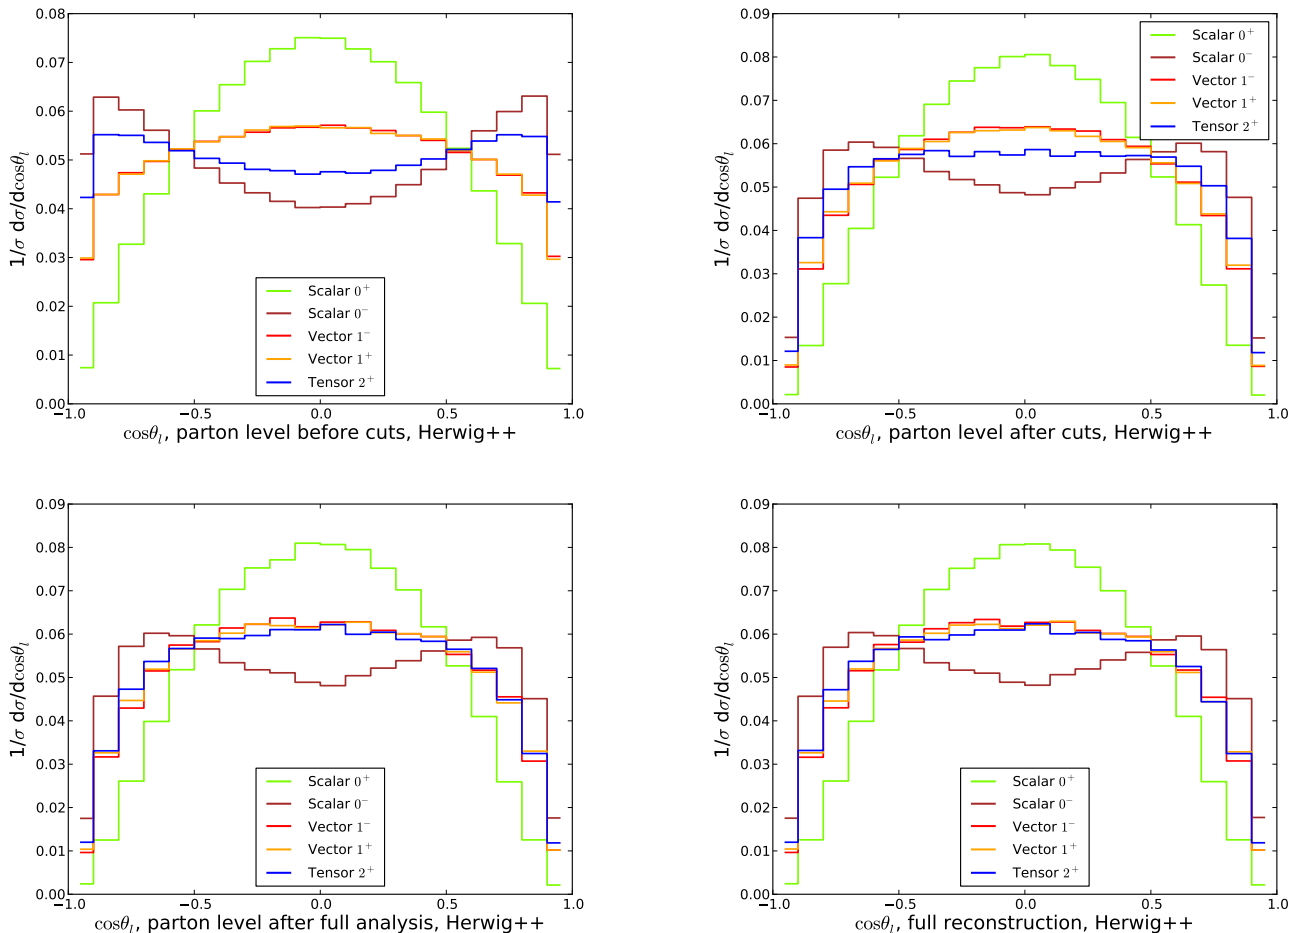 0.08
0.07
0.06
0.05
0.04
0.03
0.02
0.01
0.00
1/σ dσ/dcosθ_l
Scalar 0⁺
Scalar 0⁻
Vector 1⁻
Vector 1⁺
Tensor 2⁺
−1.0 −0.5 0.0 0.5 1.0
cosθ_l, parton level before cuts, Herwig++
0.09
0.08
0.07
0.06
0.05
0.04
0.03
0.02
0.01
0.00
1/σ dσ/dcosθ_l
Scalar 0⁺
Scalar 0⁻
Vector 1⁻
Vector 1⁺
Tensor 2⁺
−1.0 −0.5 0.0 0.5 1.0
cosθ_l, parton level after cuts, Herwig++
0.09
0.08
0.07
0.06
0.05
0.04
0.03
0.02
0.01
0.00
1/σ dσ/dcosθ_l
Scalar 0⁺
Scalar 0⁻
Vector 1⁻
Vector 1⁺
Tensor 2⁺
−1.0 −0.5 0.0 0.5 1.0
cosθ_l, parton level after full analysis, Herwig++
0.09
0.08
0.07
0.06
0.05
0.04
0.03
0.02
0.01
0.00
1/σ dσ/dcosθ_l
Scalar 0⁺
Scalar 0⁻
Vector 1⁻
Vector 1⁺
Tensor 2⁺
−1.0 −0.5 0.0 0.5 1.0
cosθ_l, full reconstruction, Herwig++